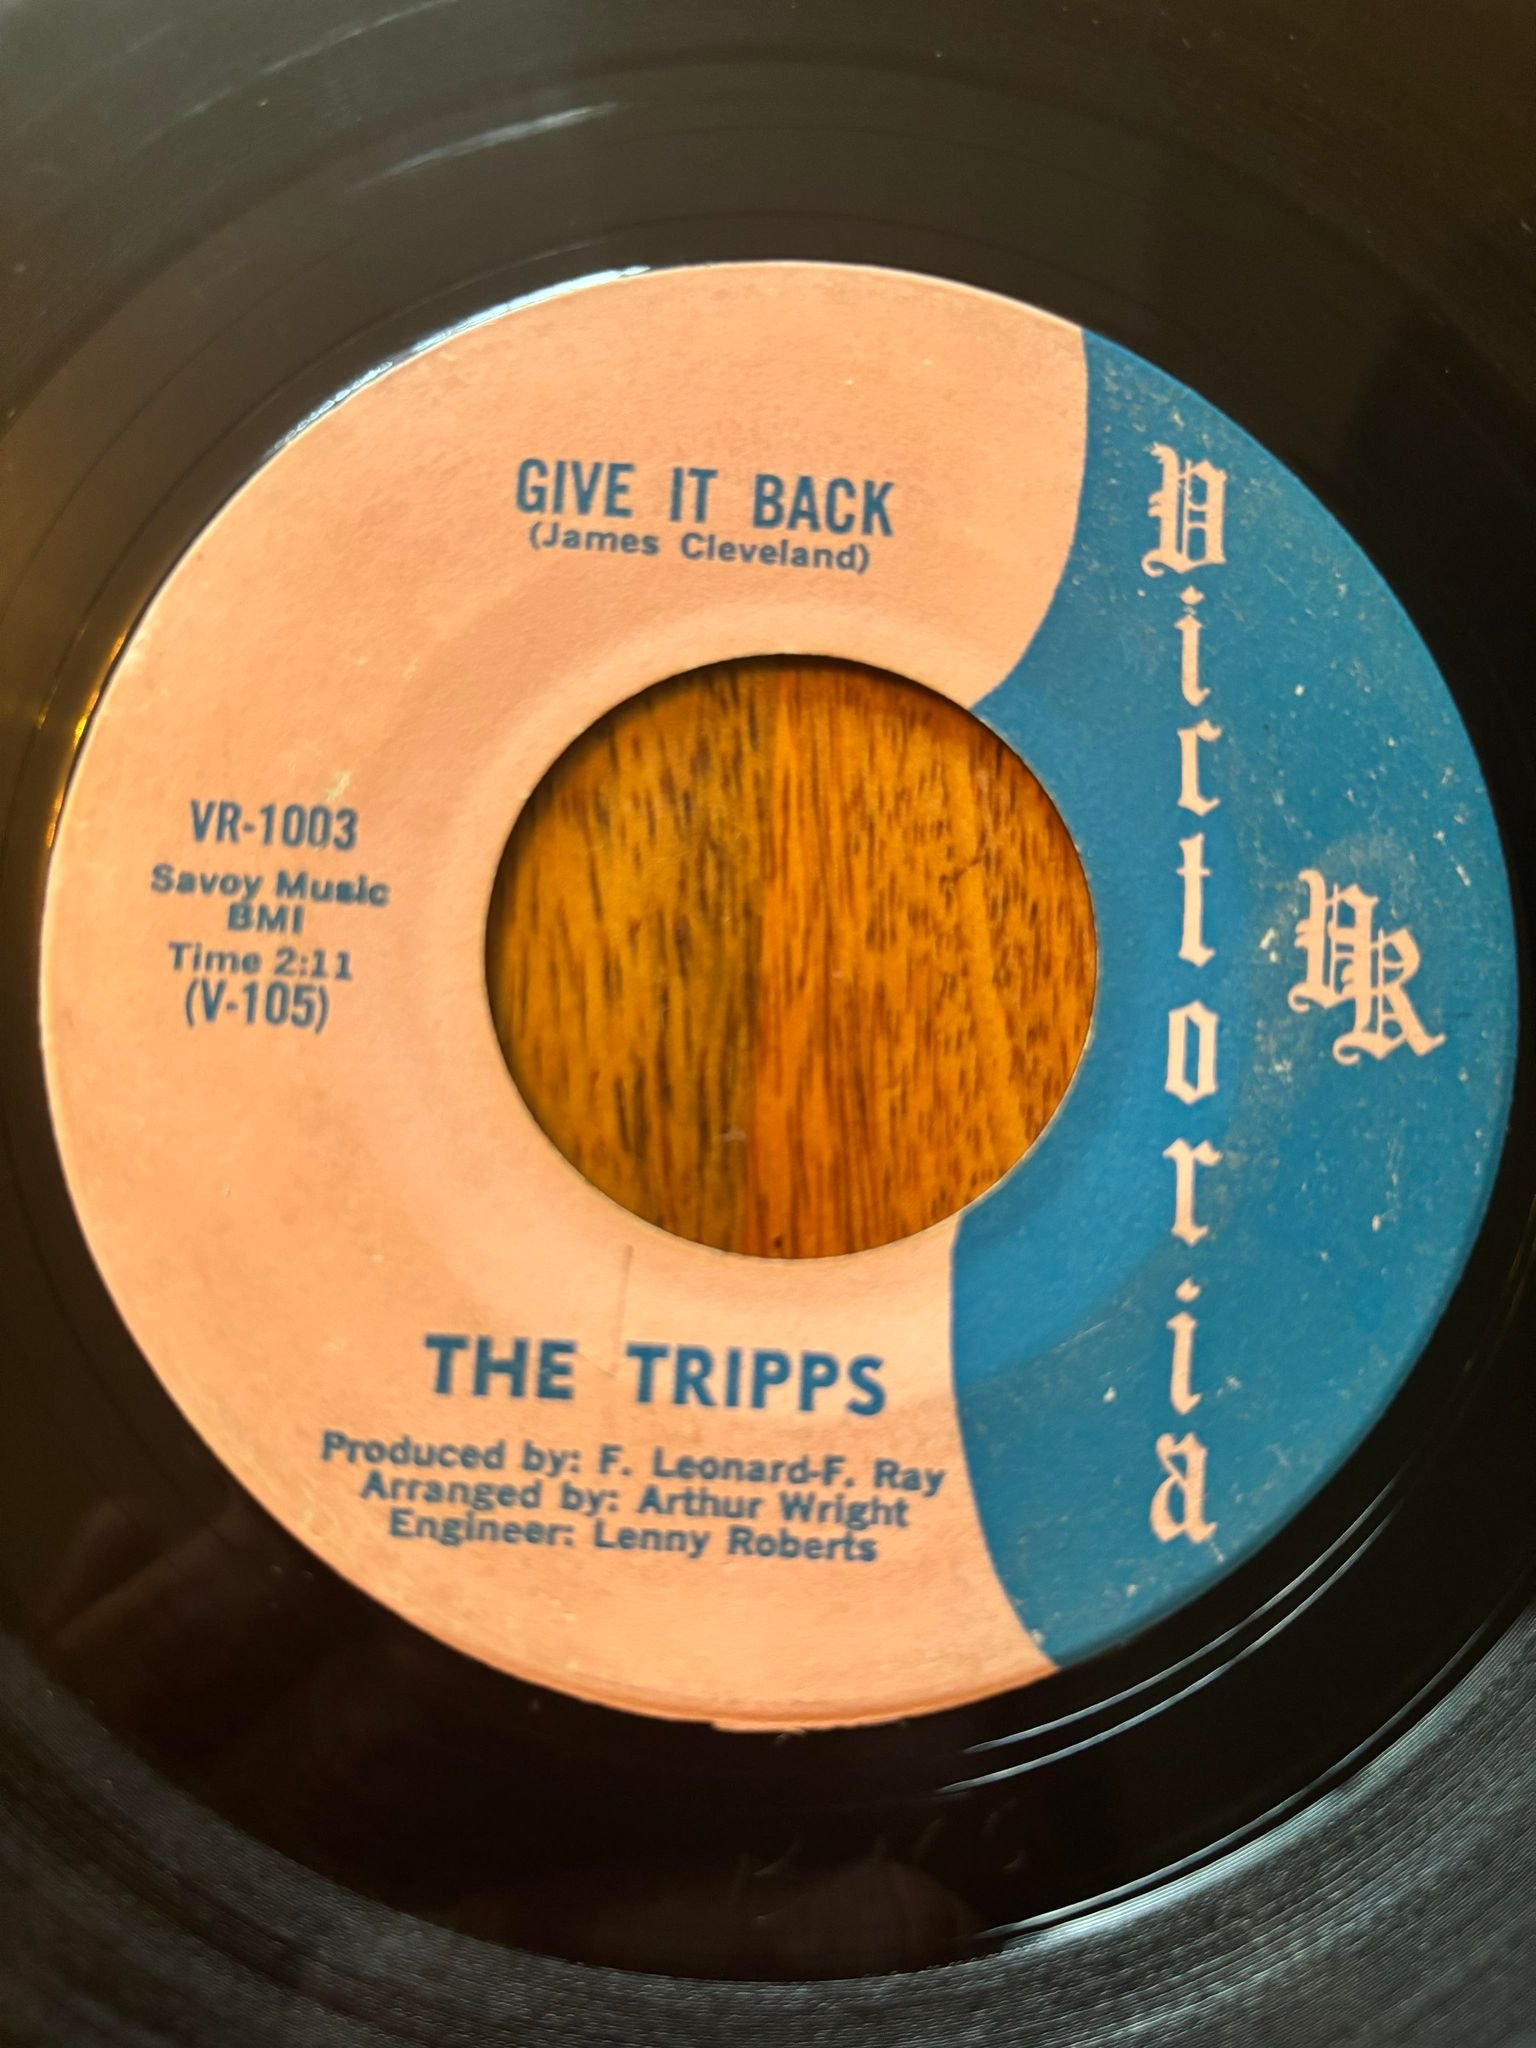 GIVE IT BACK
(James Cleveland)
VR-1003
Savoy Music
BMI
Time 2:11
(V-105)
THE TRIPPS
Produced by: F. Leonard-F. Ray
Arranged by: Arthur Wright
Engineer: Lenny Roberts
Victoria
VR